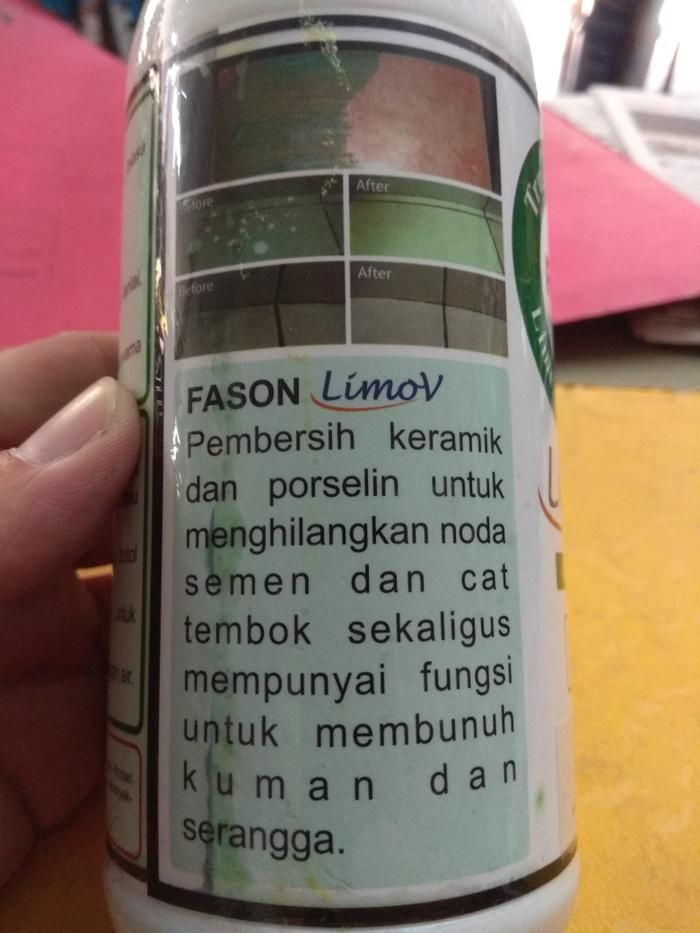 After
Before
After
Before
FASON LimoV
Pembersih keramik
dan porselin untuk
menghilangkan noda
semen dan cat
tembok sekaligus
mempunyai fungsi
untuk membunuh
kuman dan
serangga.
untuk